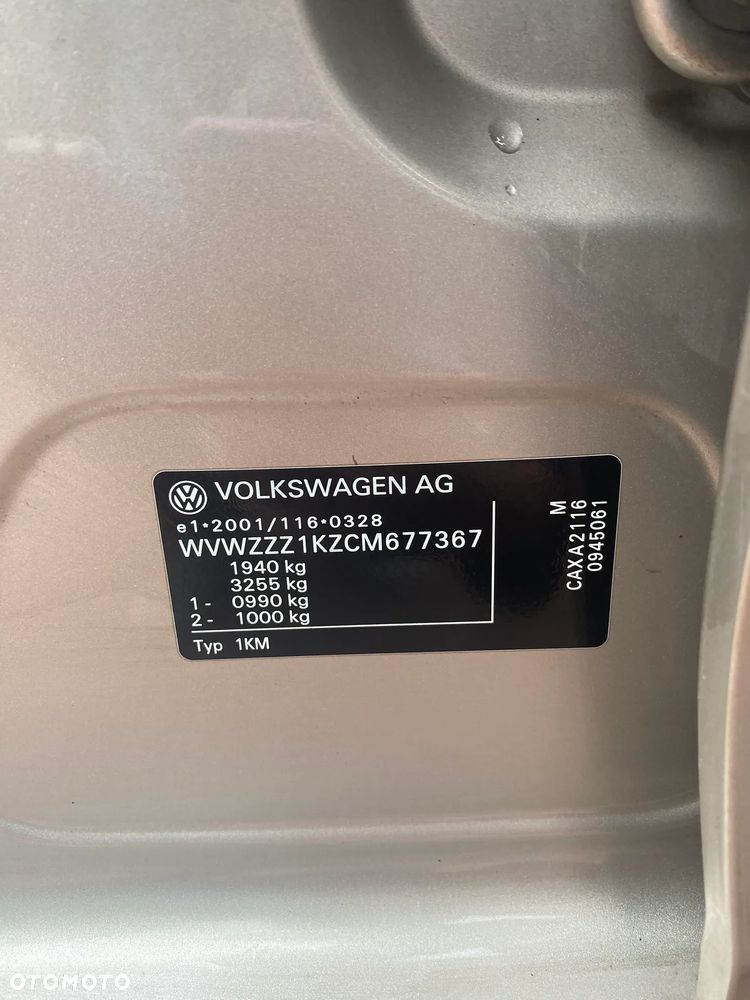 VOLKSWAGEN AG
e1*2001/116*0328
WVWZZZ1KZCM677367
1940 kg
3255 kg
1- 0990 kg
2- 1000 kg
Typ 1KM
M
CAXA2116
0945061
OTOMOTO